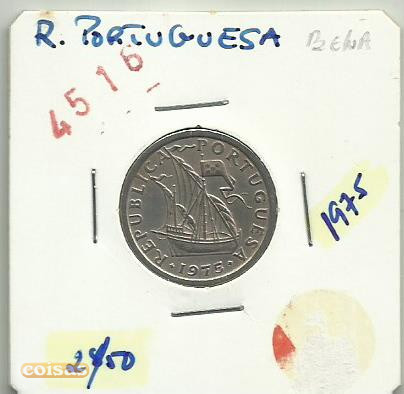 R. PORTUGUESA
BELA
4516
REPUBLICA PORTUGUESA
1975
1975
2$50
coisas